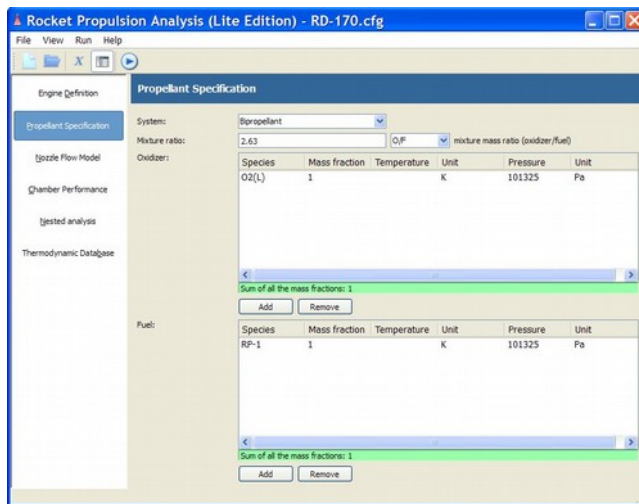 Rocket Propulsion Analysis (Lite Edition) - RD-170.cfg
File View Run Help
Engine Definition
Propellant Specification
Nozzle Flow Model
Chamber Performance
Nested analysis
Thermodynamic Database
Propellant Specification
System: Bipropellant
Mixture ratio: 2.63 O/F mixture mass ratio (oxidizer/fuel)
Oxidizer:
Species Mass fraction Temperature Unit Pressure Unit
O2(L) 1 K 101325 Pa
Sum of all the mass fractions: 1
Add Remove
Fuel:
Species Mass fraction Temperature Unit Pressure Unit
RP-1 1 K 101325 Pa
Sum of all the mass fractions: 1
Add Remove